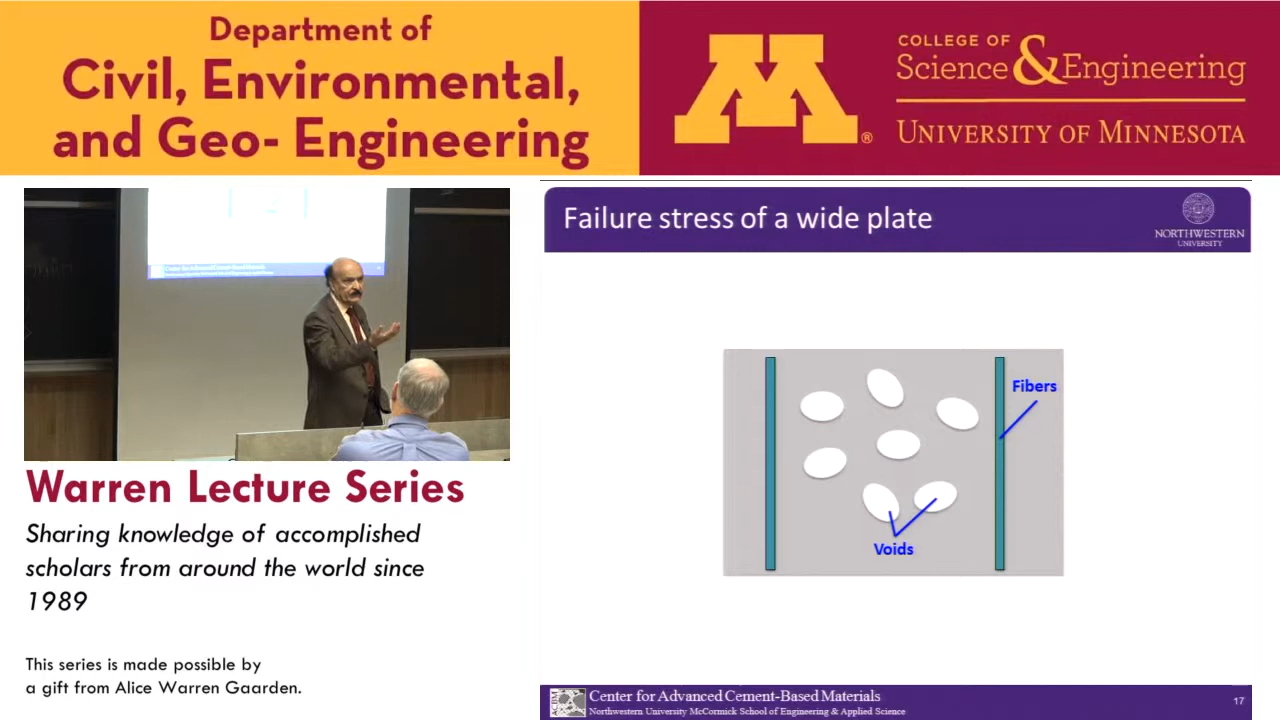 Department of
Civil, Environmental,
and Geo- Engineering
M®
COLLEGE OF
Science & Engineering
UNIVERSITY OF MINNESOTA
Failure stress of a wide plate
NORTHWESTERN
UNIVERSITY
Fibers
Voids
Warren Lecture Series
Sharing knowledge of accomplished
scholars from around the world since
1989
This series is made possible by
a gift from Alice Warren Gaarden.
Center for Advanced Cement-Based Materials
Northwestern University McCormick School of Engineering & Applied Science
17